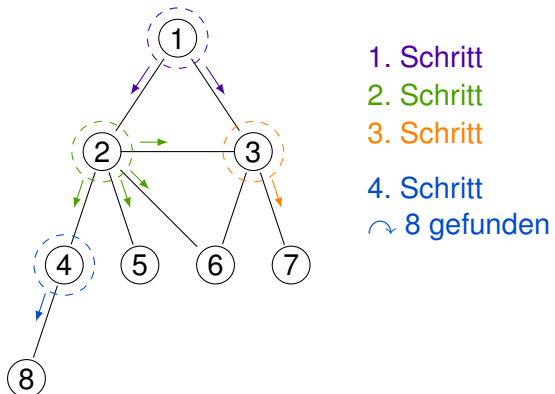 1
1. Schritt
2. Schritt
3. Schritt
2
3
4. Schritt
↷ 8 gefunden
4
5
6
7
8